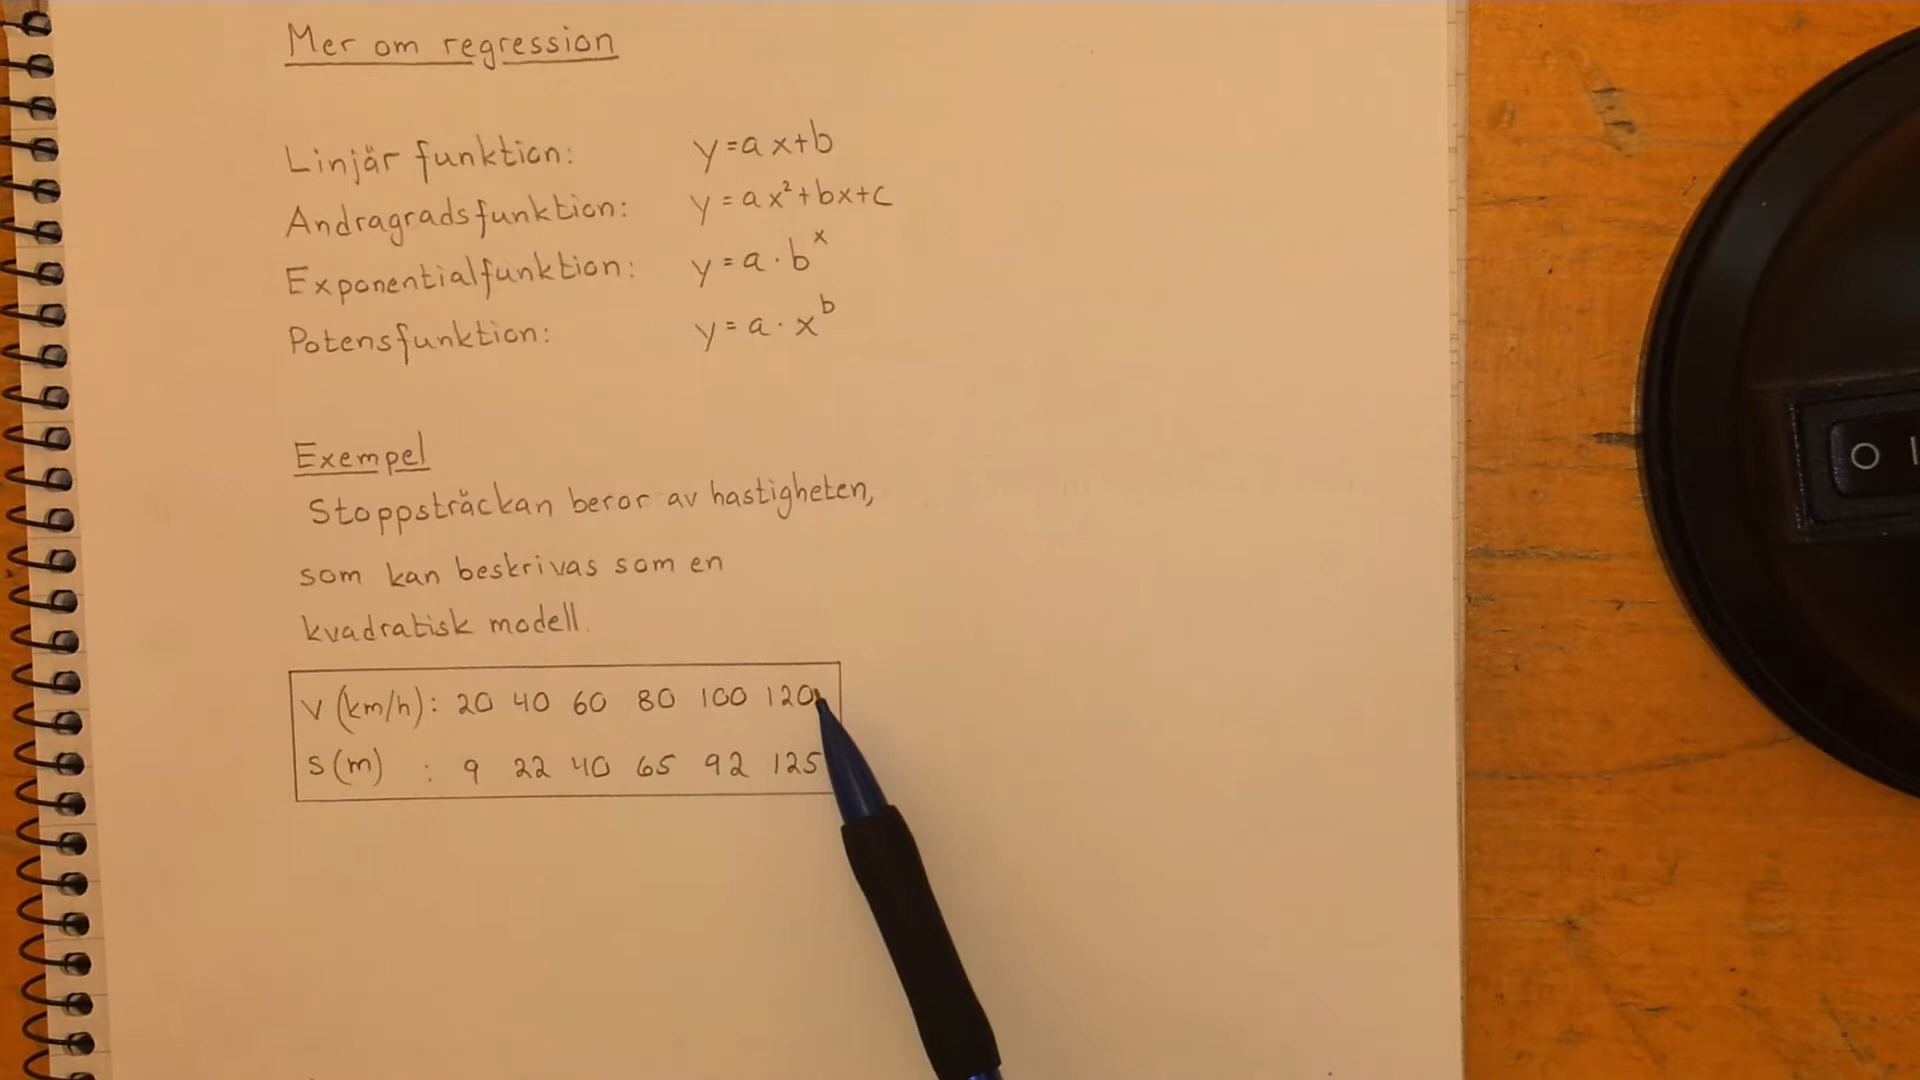 Mer om regression
Linjär funktion: y=ax+b
Andragradsfunktion: y=ax²+bx+c
Exponentialfunktion: y=a·b^x
Potensfunktion: y=a·x^b
Exempel
Stoppsträckan beror av hastigheten,
som kan beskrivas som en
kvadratisk modell.
V (km/h): 20 40 60 80 100 120
S(m) : 9 22 40 65 92 125
O I